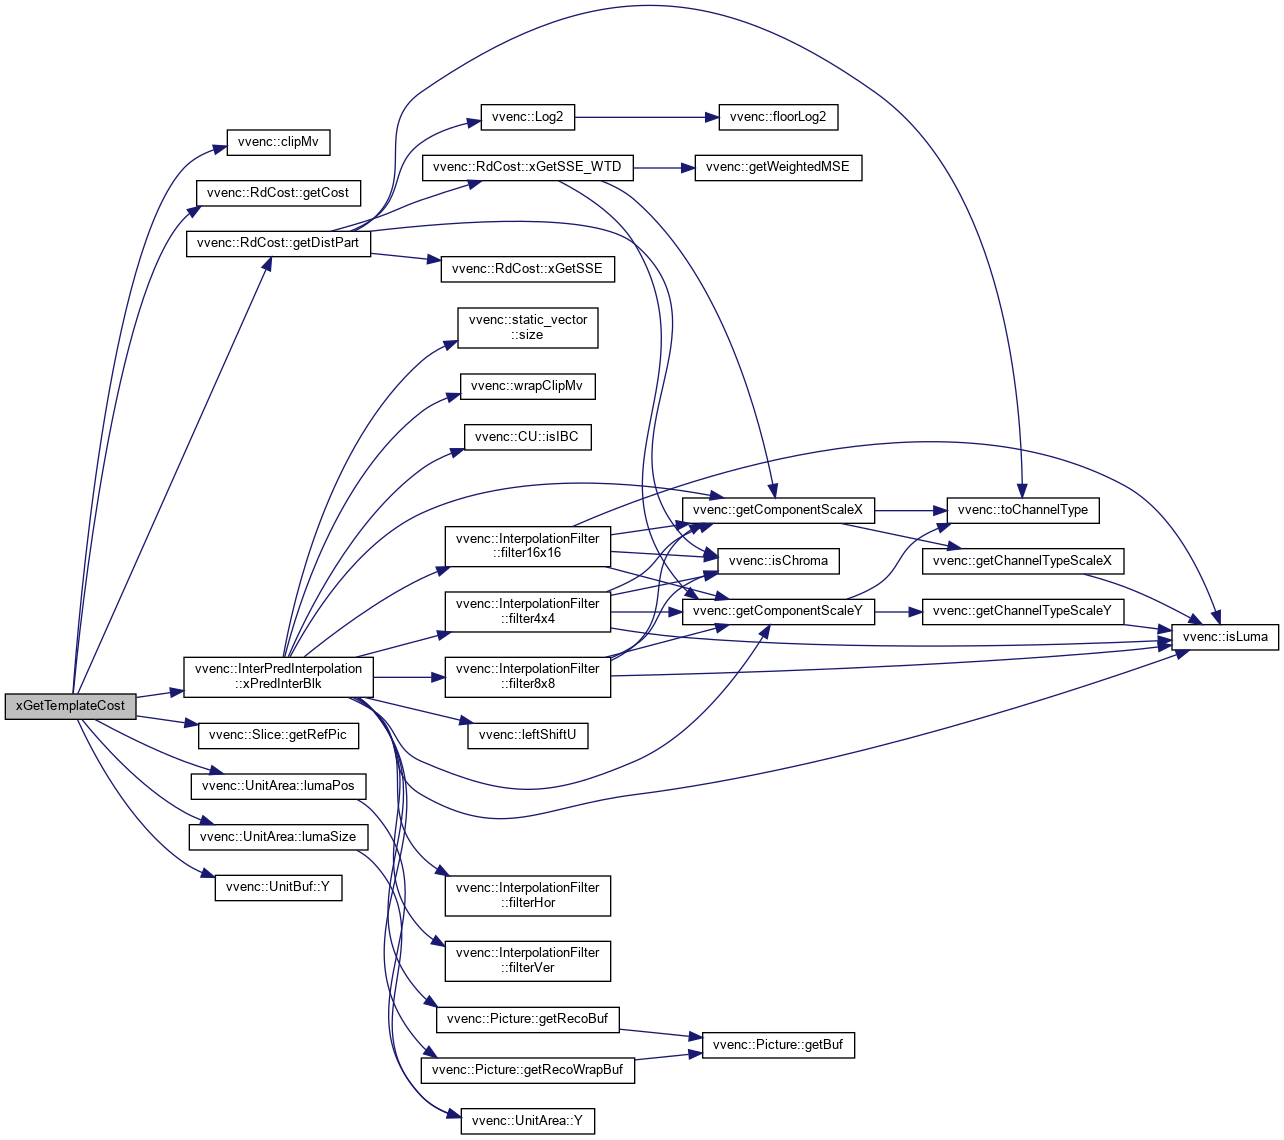 xGetTemplateCost
vvenc::clipMv
vvenc::RdCost::getCost
vvenc::RdCost::getDistPart
vvenc::InterPredInterpolation
::xPredInterBlk
vvenc::Slice::getRefPic
vvenc::UnitArea::lumaPos
vvenc::UnitArea::lumaSize
vvenc::UnitBuf::Y
vvenc::Log2
vvenc::RdCost::xGetSSE_WTD
vvenc::RdCost::xGetSSE
vvenc::static_vector
::size
vvenc::wrapClipMv
vvenc::CU::isIBC
vvenc::InterpolationFilter
::filter16x16
vvenc::InterpolationFilter
::filter4x4
vvenc::InterpolationFilter
::filter8x8
vvenc::leftShiftU
vvenc::InterpolationFilter
::filterHor
vvenc::InterpolationFilter
::filterVer
vvenc::Picture::getRecoBuf
vvenc::Picture::getRecoWrapBuf
vvenc::UnitArea::Y
vvenc::floorLog2
vvenc::getWeightedMSE
vvenc::getComponentScaleX
vvenc::isChroma
vvenc::getComponentScaleY
vvenc::Picture::getBuf
vvenc::toChannelType
vvenc::getChannelTypeScaleX
vvenc::getChannelTypeScaleY
vvenc::isLuma